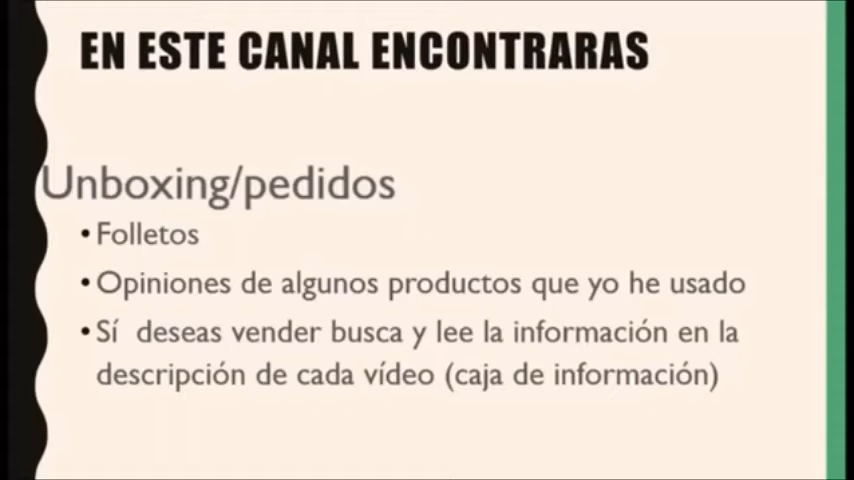 EN ESTE CANAL ENCONTRARAS
Unboxing/pedidos
• Folletos
• Opiniones de algunos productos que yo he usado
• Sí deseas vender busca y lee la información en la
descripción de cada vídeo (caja de información)